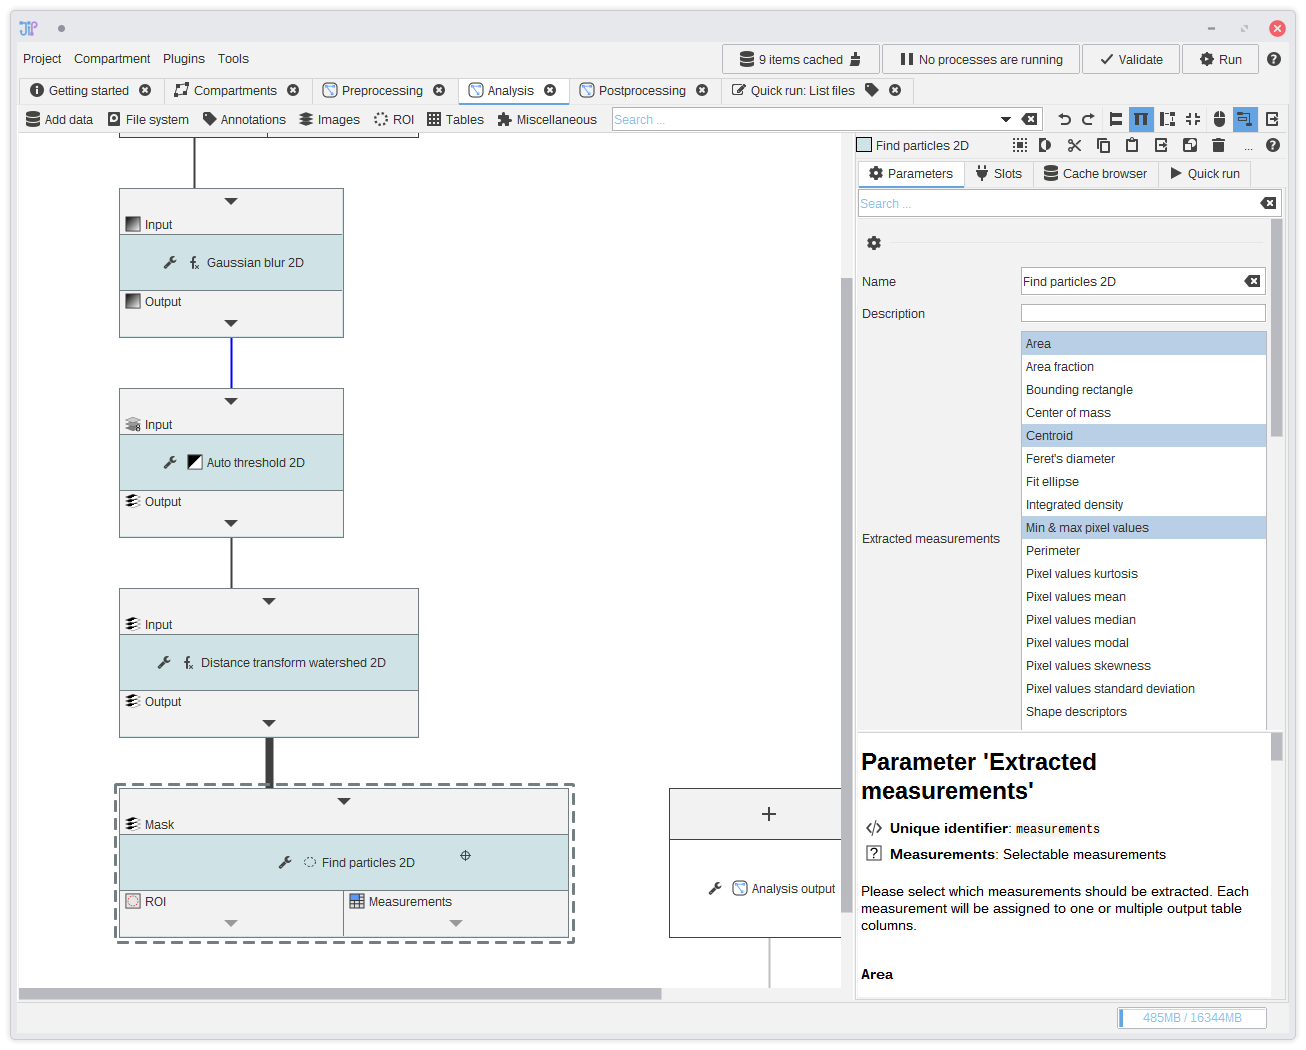 JIP
Project Compartment Plugins Tools
9 items cached
No processes are running
Validate
Run
Getting started
Compartments
Preprocessing
Analysis
Postprocessing
Quick run: List files
Add data
File system
Annotations
Images
ROI
Tables
Miscellaneous
Search ...
Find particles 2D
...
Parameters
Slots
Cache browser
Quick run
Search ...
Name
Find particles 2D
Description
Extracted measurements
Area
Area fraction
Bounding rectangle
Center of mass
Centroid
Feret's diameter
Fit ellipse
Integrated density
Min & max pixel values
Perimeter
Pixel values kurtosis
Pixel values mean
Pixel values median
Pixel values modal
Pixel values skewness
Pixel values standard deviation
Shape descriptors
Input
Gaussian blur 2D
Output
Input
Auto threshold 2D
Output
Input
Distance transform watershed 2D
Output
Mask
Find particles 2D
ROI
Measurements
Analysis output
Parameter 'Extracted
measurements'
Unique identifier: measurements
Measurements: Selectable measurements
Please select which measurements should be extracted. Each
measurement will be assigned to one or multiple output table
columns.
Area
485MB / 16344MB